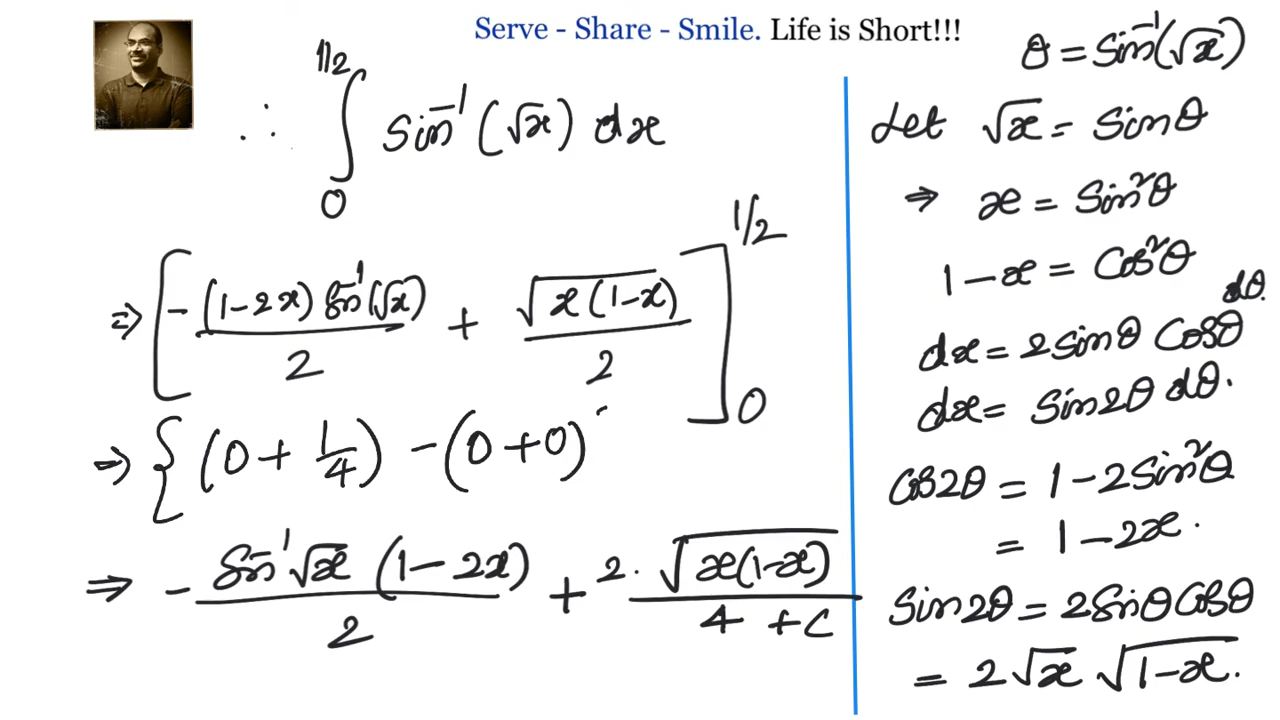 Serve - Share - Smile. Life is Short!!!
∴ ∫₀^{1/2} Sin⁻¹(√x) dx
⇒ [ -(1-2x) Sin⁻¹(√x)/2 + √(x(1-x))/2 ]₀^{1/2}
⇒ { (0 + 1/4) - (0 + 0)
⇒ - Sin⁻¹√x (1-2x)/2 + 2·√(x(1-x))/4 + C
θ = Sin⁻¹(√x)
Let √x = Sinθ
⇒ x = Sin²θ
1 - x = Cos²θ
dx = 2Sinθ Cosθ dθ.
dx = Sin2θ dθ.
Cos2θ = 1 - 2Sin²θ
= 1 - 2x.
Sin2θ = 2Sinθ Cosθ
= 2√x √(1-x).